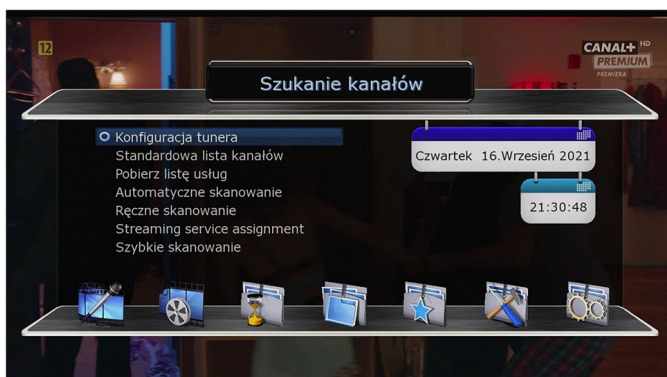 12
CANAL+ HD
PREMIUM
PREMIERA
Szukanie kanałów
Konfiguracja tunera
Standardowa lista kanałów
Pobierz listę usług
Automatyczne skanowanie
Ręczne skanowanie
Streaming service assignment
Szybkie skanowanie
Czwartek 16.Wrzesień 2021
21:30:48